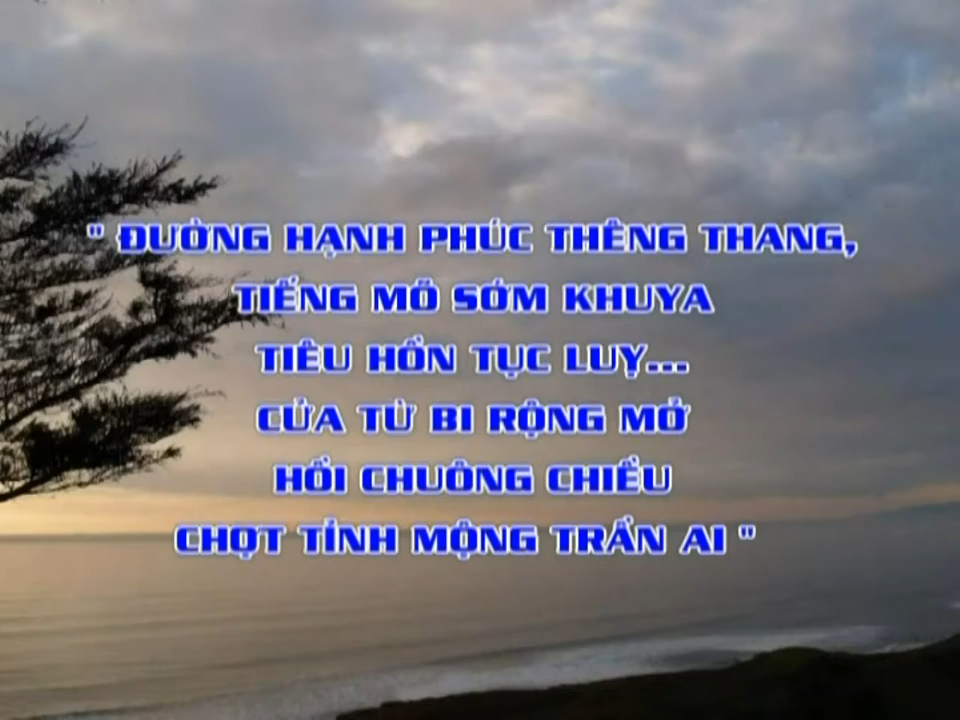 " ĐƯỜNG HẠNH PHÚC THÊNG THANG,
TIẾNG MÕ SỚM KHUYA
TIÊU HỒN TỤC LUỴ...
CỬA TỪ BI RỘNG MỞ
HỒI CHUÔNG CHIỀU
CHỢT TỈNH MỘNG TRẦN AI "